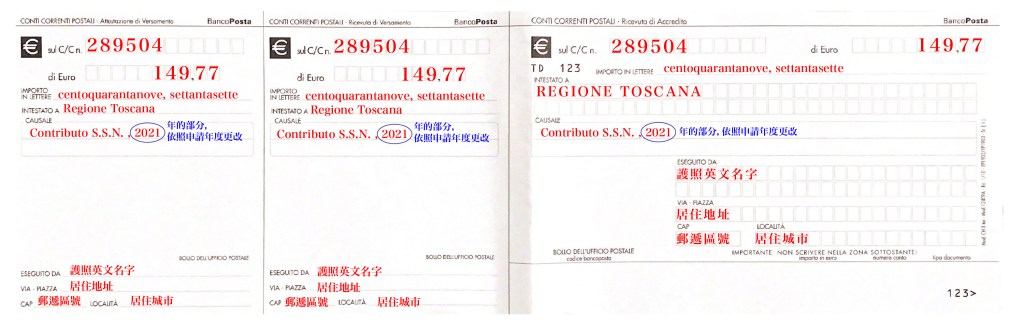 CONTI CORRENTI POSTALI - Attestazione di Versamento BancoPosta
€ sul C/C n. 289504
di Euro 149,77
IMPORTO IN LETTERE centoquarantanove, settantasette
INTESTATO A Regione Toscana
CAUSALE
Contributo S.S.N. , 2021 年的部分,
依照申請年度更改
BOLLO DELL'UFFICIO POSTALE
ESEGUITO DA 護照英文名字
VIA - PIAZZA 居住地址
CAP 郵遞區號 LOCALITÀ 居住城市
CONTI CORRENTI POSTALI - Ricevuta di Versamento BancoPosta
€ sul C/C n. 289504
di Euro 149,77
IMPORTO IN LETTERE centoquarantanove, settantasette
INTESTATO A Regione Toscana
CAUSALE
Contributo S.S.N. , 2021 年的部分,
依照申請年度更改
BOLLO DELL'UFFICIO POSTALE
ESEGUITO DA 護照英文名字
VIA - PIAZZA 居住地址
CAP 郵遞區號 LOCALITÀ 居住城市
CONTI CORRENTI POSTALI - Ricevuta di Accredito BancoPosta
€ sul C/C n. 289504 di Euro 149,77
TD 123 IMPORTO IN LETTERE centoquarantanove, settantasette
INTESTATO A
REGIONE TOSCANA
CAUSALE
Contributo S.S.N. , 2021 年的部分, 依照申請年度更改
ESEGUITO DA
護照英文名字
VIA - PIAZZA
居住地址
CAP LOCALITÀ
郵遞區號 居住城市
BOLLO DELL'UFFICIO POSTALE
codice bancoposta
IMPORTANTE: NON SCRIVERE NELLA ZONA SOTTOSTANTE:
importo in euro numero conto tipo documento
123>